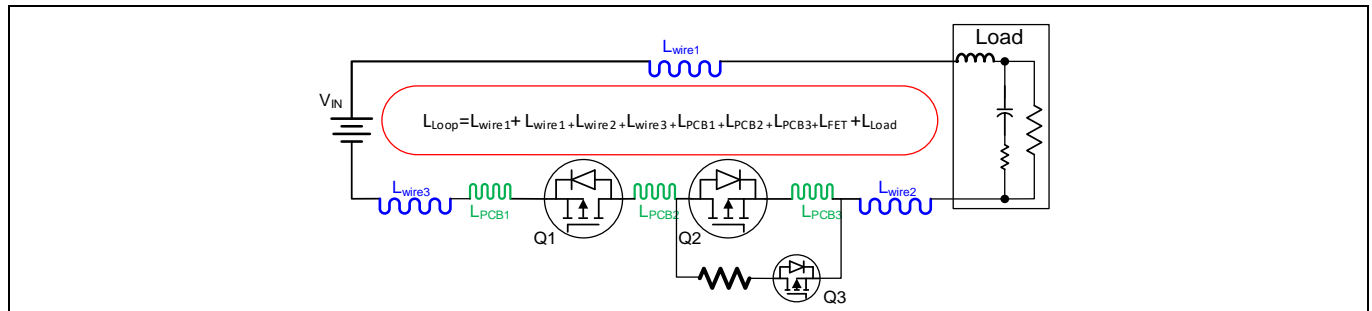 Load
Lwire1
VIN
LLoop=Lwire1+ Lwire1 +Lwire2 +Lwire3 +LPCB1+LPCB2+LPCB3+LFET +LLoad
Lwire3
Lwire2
LPCB1
LPCB2
LPCB3
Q1
Q2
Q3